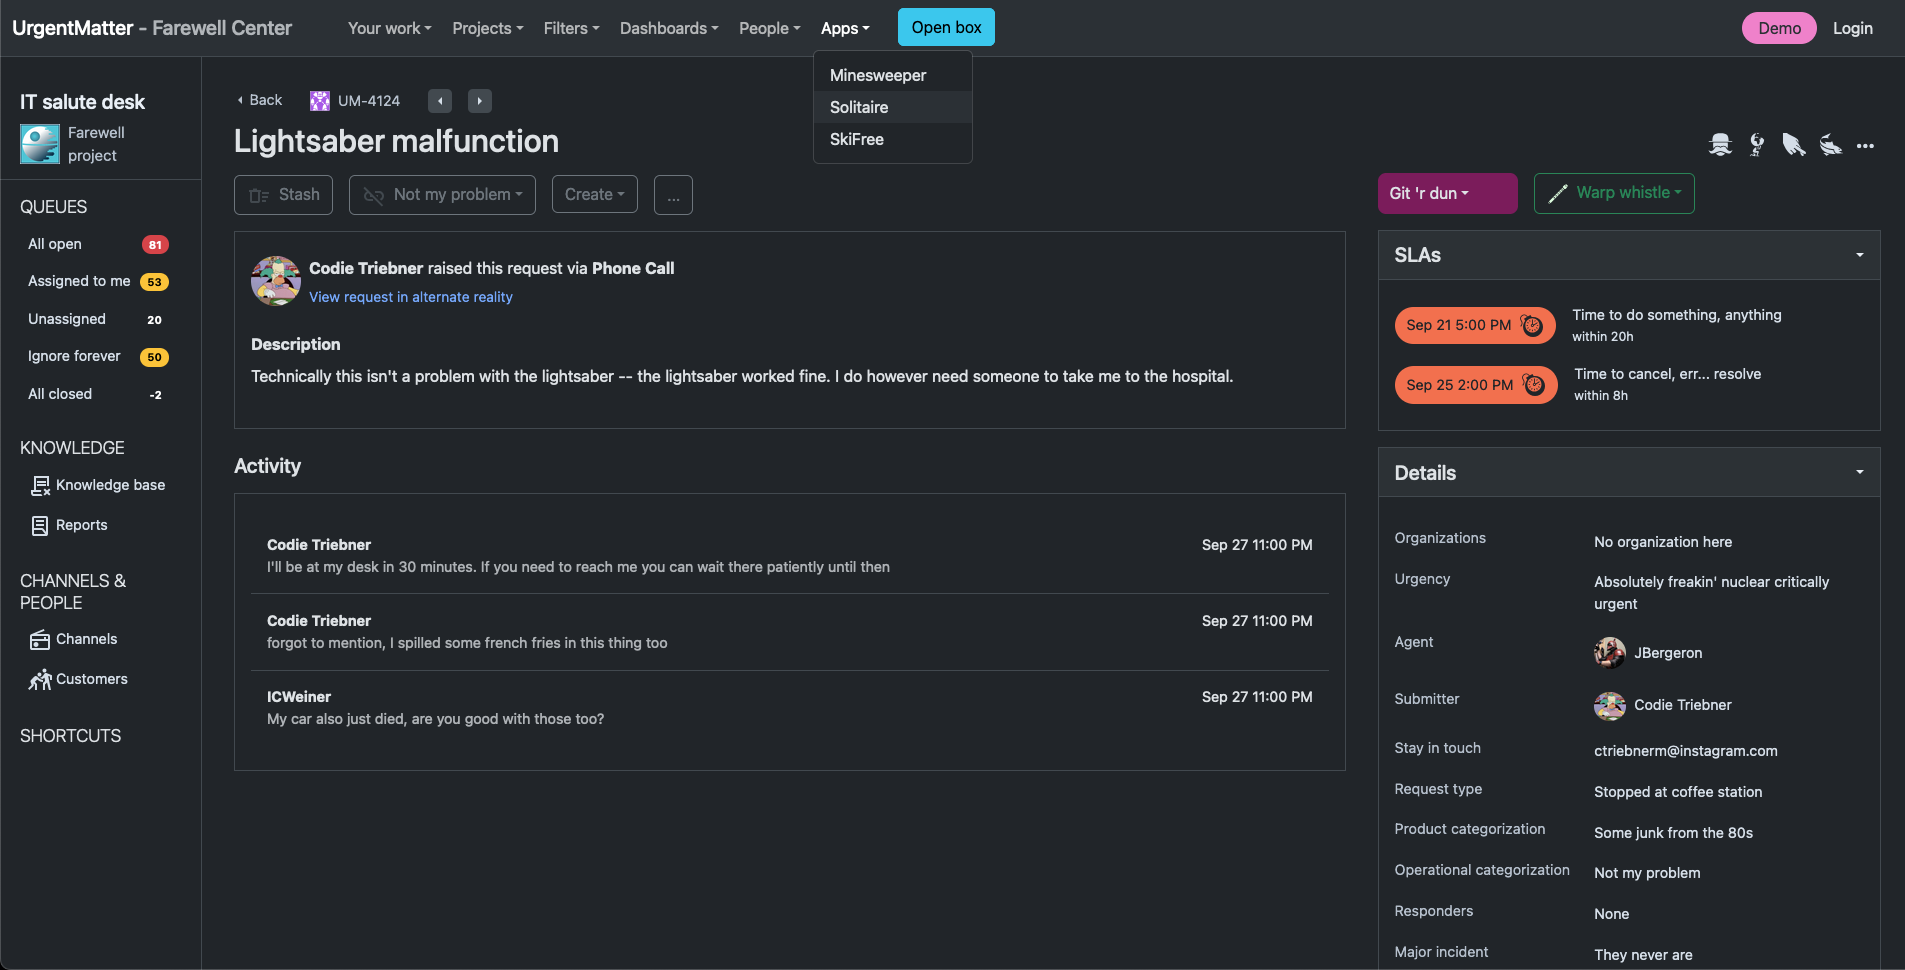 UrgentMatter - Farewell Center
Your work
Projects
Filters
Dashboards
People
Apps
Open box
Demo
Login
Minesweeper
Solitaire
SkiFree
IT salute desk
Farewell
project
QUEUES
All open 81
Assigned to me 53
Unassigned 20
Ignore forever 50
All closed -2
KNOWLEDGE
Knowledge base
Reports
CHANNELS &
PEOPLE
Channels
Customers
SHORTCUTS
Back
UM-4124
Lightsaber malfunction
Stash
Not my problem
Create
...
Codie Triebner raised this request via Phone Call
View request in alternate reality
Description
Technically this isn't a problem with the lightsaber -- the lightsaber worked fine. I do however need someone to take me to the hospital.
Activity
Codie Triebner Sep 27 11:00 PM
I'll be at my desk in 30 minutes. If you need to reach me you can wait there patiently until then
Codie Triebner Sep 27 11:00 PM
forgot to mention, I spilled some french fries in this thing too
ICWeiner Sep 27 11:00 PM
My car also just died, are you good with those too?
Git 'r dun
Warp whistle
SLAs
Sep 21 5:00 PM
Time to do something, anything
within 20h
Sep 25 2:00 PM
Time to cancel, err... resolve
within 8h
Details
Organizations No organization here
Urgency Absolutely freakin' nuclear critically
urgent
Agent JBergeron
Submitter Codie Triebner
Stay in touch ctriebnerm@instagram.com
Request type Stopped at coffee station
Product categorization Some junk from the 80s
Operational categorization Not my problem
Responders None
Major incident They never are